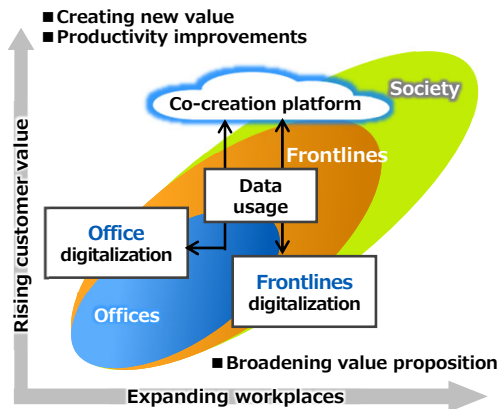 ■Creating new value
■Productivity improvements
Society
Co-creation platform
Frontlines
Data
usage
Office
digitalization
Frontlines
digitalization
Offices
■Broadening value proposition
Rising customer value
Expanding workplaces